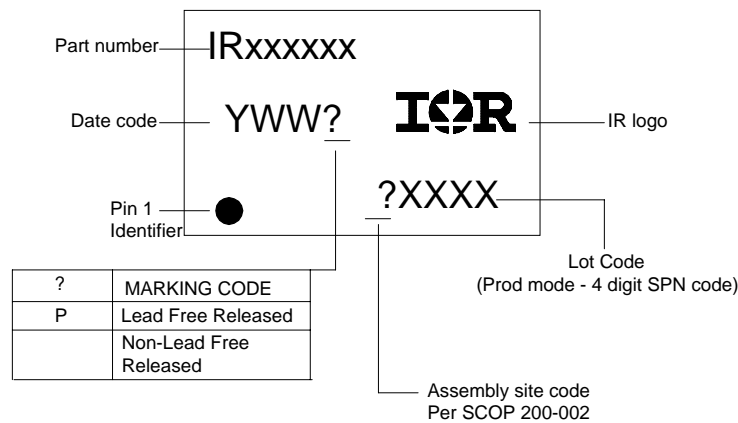 Part number
IRxxxxxx
Date code
YWW?
IOR
IR logo
?XXXX
Pin 1
Identifier
Lot Code
(Prod mode - 4 digit SPN code)
? MARKING CODE
P Lead Free Released
Non-Lead Free
Released
Assembly site code
Per SCOP 200-002